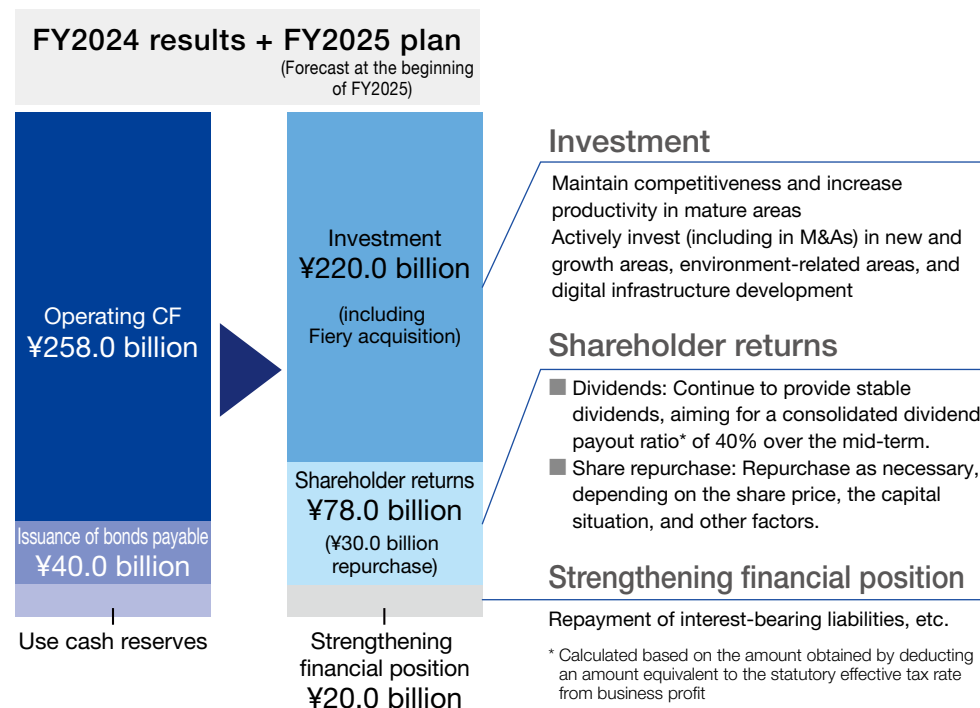 FY2024 results + FY2025 plan
(Forecast at the beginning
of FY2025)
Operating CF
¥258.0 billion
Issuance of bonds payable
¥40.0 billion
Use cash reserves
Investment
¥220.0 billion
(including
Fiery acquisition)
Shareholder returns
¥78.0 billion
(¥30.0 billion
repurchase)
Strengthening
financial position
¥20.0 billion
Investment
Maintain competitiveness and increase
productivity in mature areas
Actively invest (including in M&As) in new and
growth areas, environment-related areas, and
digital infrastructure development
Shareholder returns
■ Dividends: Continue to provide stable
dividends, aiming for a consolidated dividend
payout ratio* of 40% over the mid-term.
■ Share repurchase: Repurchase as necessary,
depending on the share price, the capital
situation, and other factors.
Strengthening financial position
Repayment of interest-bearing liabilities, etc.
* Calculated based on the amount obtained by deducting
an amount equivalent to the statutory effective tax rate
from business profit